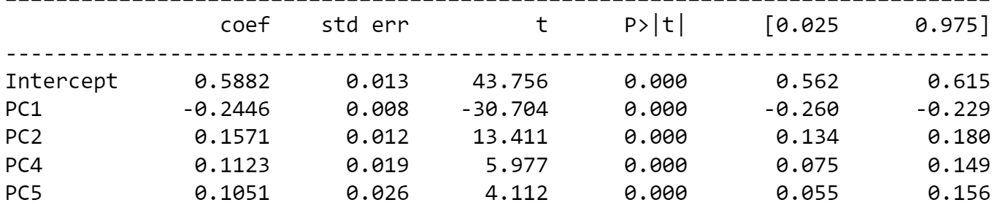 coef std err t P>|t| [0.025 0.975]
Intercept 0.5882 0.013 43.756 0.000 0.562 0.615
PC1 -0.2446 0.008 -30.704 0.000 -0.260 -0.229
PC2 0.1571 0.012 13.411 0.000 0.134 0.180
PC4 0.1123 0.019 5.977 0.000 0.075 0.149
PC5 0.1051 0.026 4.112 0.000 0.055 0.156